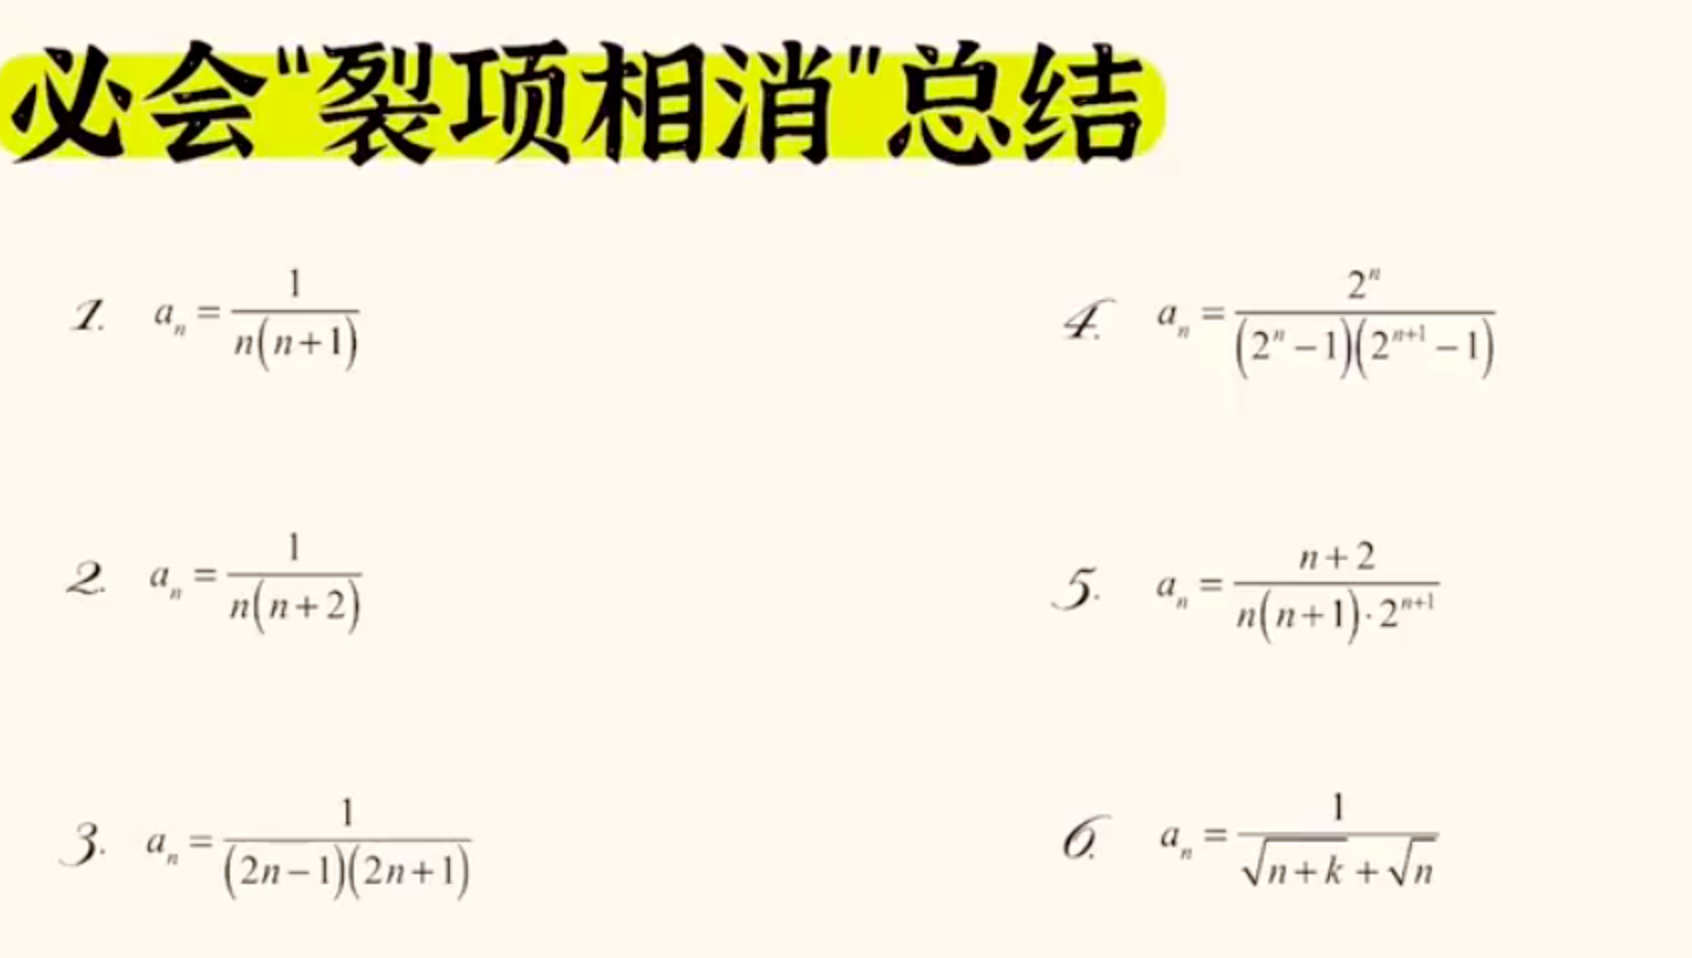 必会“裂项相消”总结
1. a_n = \frac{1}{n(n+1)}
2. a_n = \frac{1}{n(n+2)}
3. a_n = \frac{1}{(2n-1)(2n+1)}
4. a_n = \frac{2^n}{(2^n-1)(2^{n+1}-1)}
5. a_n = \frac{n+2}{n(n+1)·2^{n+1}}
6. a_n = \frac{1}{\sqrt{n+k}+\sqrt{n}}